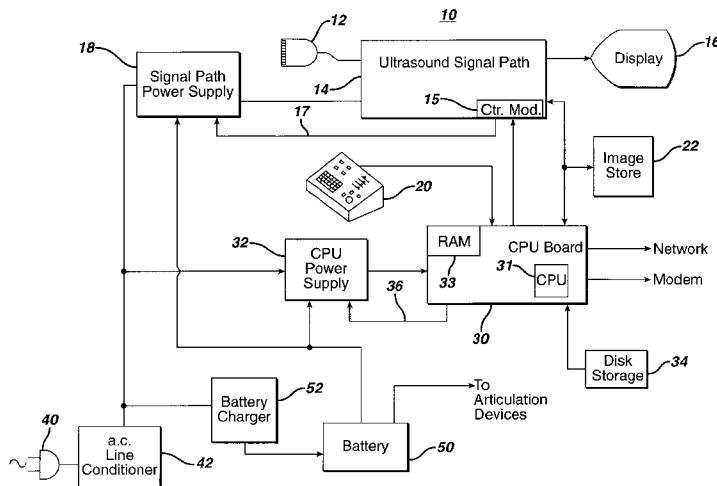 10
12
18
16
Signal Path
Power Supply
Ultrasound Signal Path
Display
14
15
Ctr. Mod.
17
22
Image
Store
20
32
RAM
CPU Board
Network
CPU
Power
Supply
33
31
CPU
Modem
36
30
34
Disk
Storage
52
To
Articulation
Devices
Battery
Charger
40
a.c.
Line
Conditioner
42
Battery
50